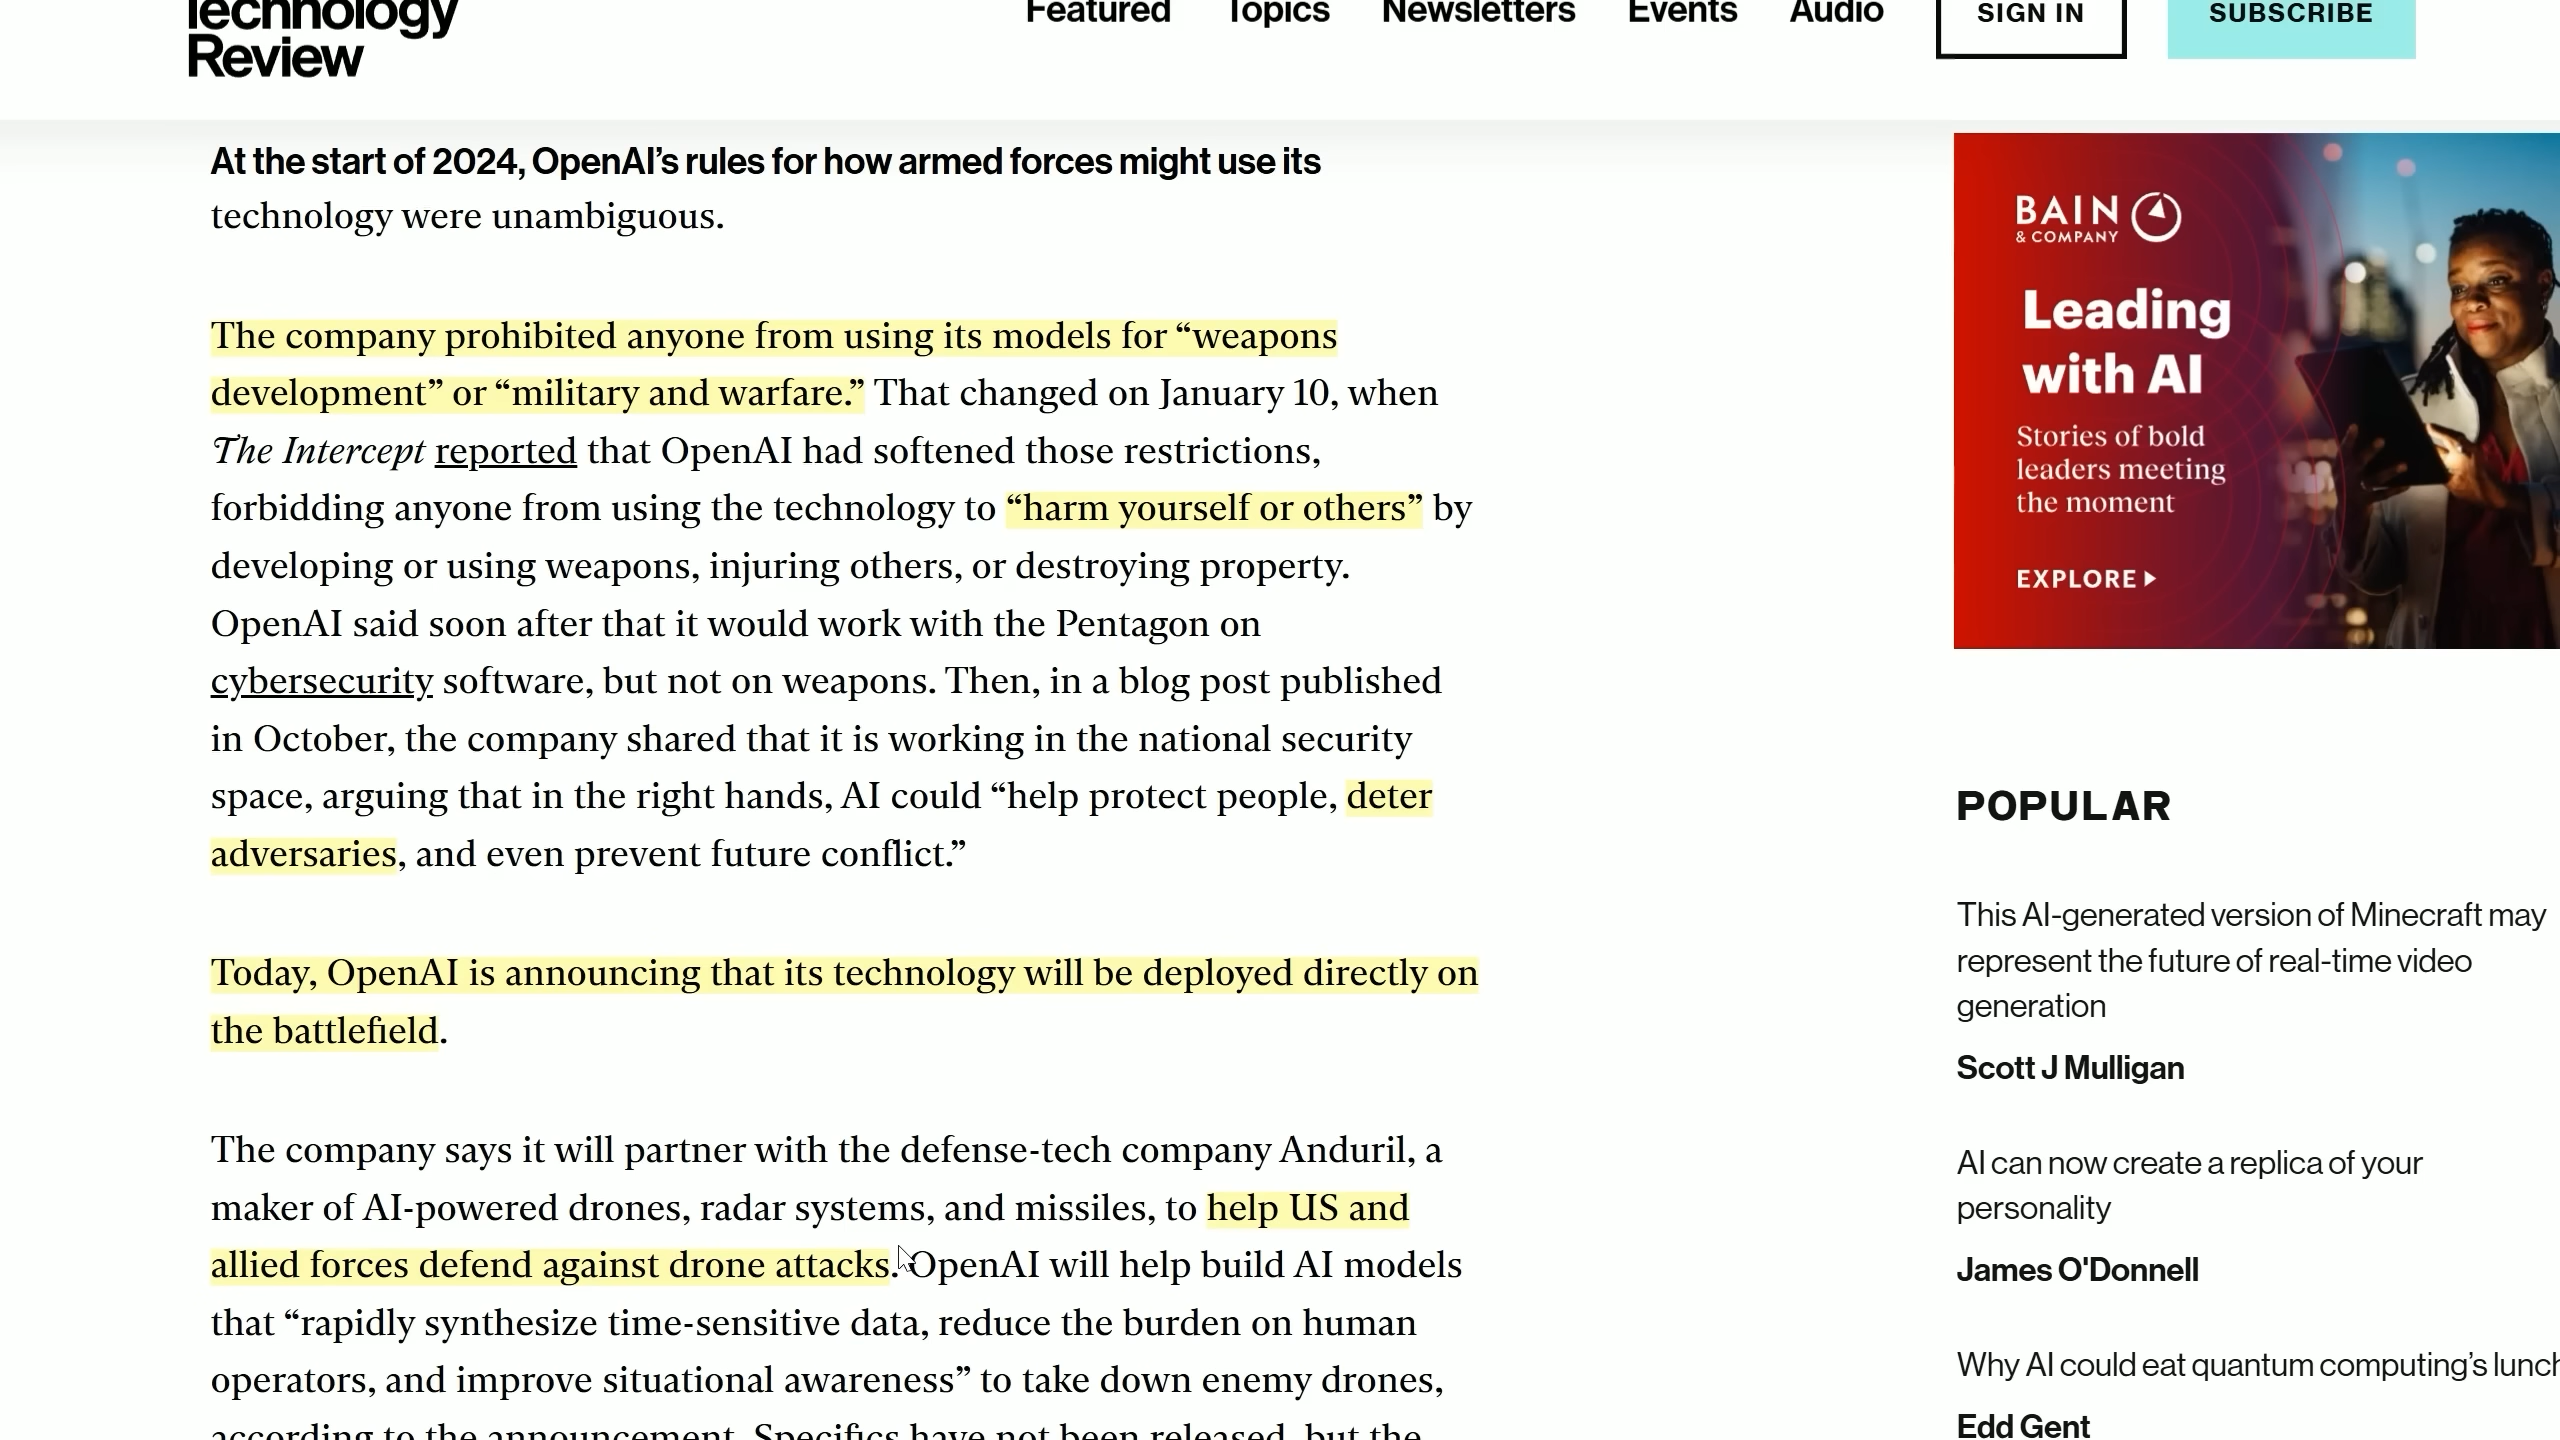 Technology
Review
Featured
Topics
Newsletters
Events
Audio
SIGN IN
SUBSCRIBE
At the start of 2024, OpenAI’s rules for how armed forces might use its
technology were unambiguous.
The company prohibited anyone from using its models for “weapons
development” or “military and warfare.” That changed on January 10, when
The Intercept reported that OpenAI had softened those restrictions,
forbidding anyone from using the technology to “harm yourself or others” by
developing or using weapons, injuring others, or destroying property.
OpenAI said soon after that it would work with the Pentagon on
cybersecurity software, but not on weapons. Then, in a blog post published
in October, the company shared that it is working in the national security
space, arguing that in the right hands, AI could “help protect people, deter
adversaries, and even prevent future conflict.”
Today, OpenAI is announcing that its technology will be deployed directly on
the battlefield.
The company says it will partner with the defense-tech company Anduril, a
maker of AI-powered drones, radar systems, and missiles, to help US and
allied forces defend against drone attacks. OpenAI will help build AI models
that “rapidly synthesize time-sensitive data, reduce the burden on human
operators, and improve situational awareness” to take down enemy drones,
according to the announcement. Specifics have not been released, but the
BAIN
& COMPANY
Leading
with AI
Stories of bold
leaders meeting
the moment
EXPLORE
POPULAR
This AI-generated version of Minecraft may
represent the future of real-time video
generation
Scott J Mulligan
AI can now create a replica of your
personality
James O'Donnell
Why AI could eat quantum computing’s lunch
Edd Gent